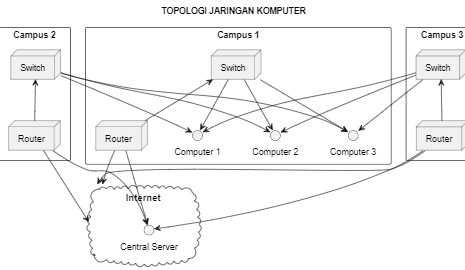 TOPOLOGI JARINGAN KOMPUTER
Campus 2
Campus 1
Campus 3
Switch
Switch
Switch
Router
Router
Router
Computer 1
Computer 2
Computer 3
Internet
Central Server